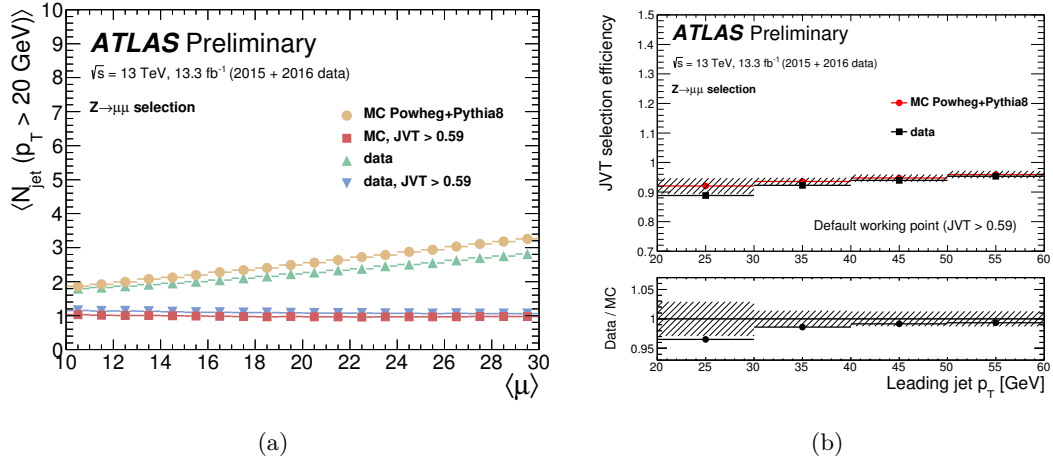 ATLAS Preliminary
√s = 13 TeV, 13.3 fb⁻¹ (2015 + 2016 data)
Z→μμ selection
MC Powheg+Pythia8
MC, JVT > 0.59
data
data, JVT > 0.59
⟨N_jet (p_T > 20 GeV)⟩
10
9
8
7
6
5
4
3
2
1
0
10 12 14 16 18 20 22 24 26 28 30
⟨μ⟩
(a)
ATLAS Preliminary
√s = 13 TeV, 13.3 fb⁻¹ (2015 + 2016 data)
Z→μμ selection
MC Powheg+Pythia8
data
Default working point (JVT > 0.59)
JVT selection efficiency
1.5
1.4
1.3
1.2
1.1
1
0.9
0.8
0.7
20 25 30 35 40 45 50 55 60
Data / MC
1.05
1.00
0.95
20 25 30 35 40 45 50 55 60
Leading jet p_T [GeV]
(b)